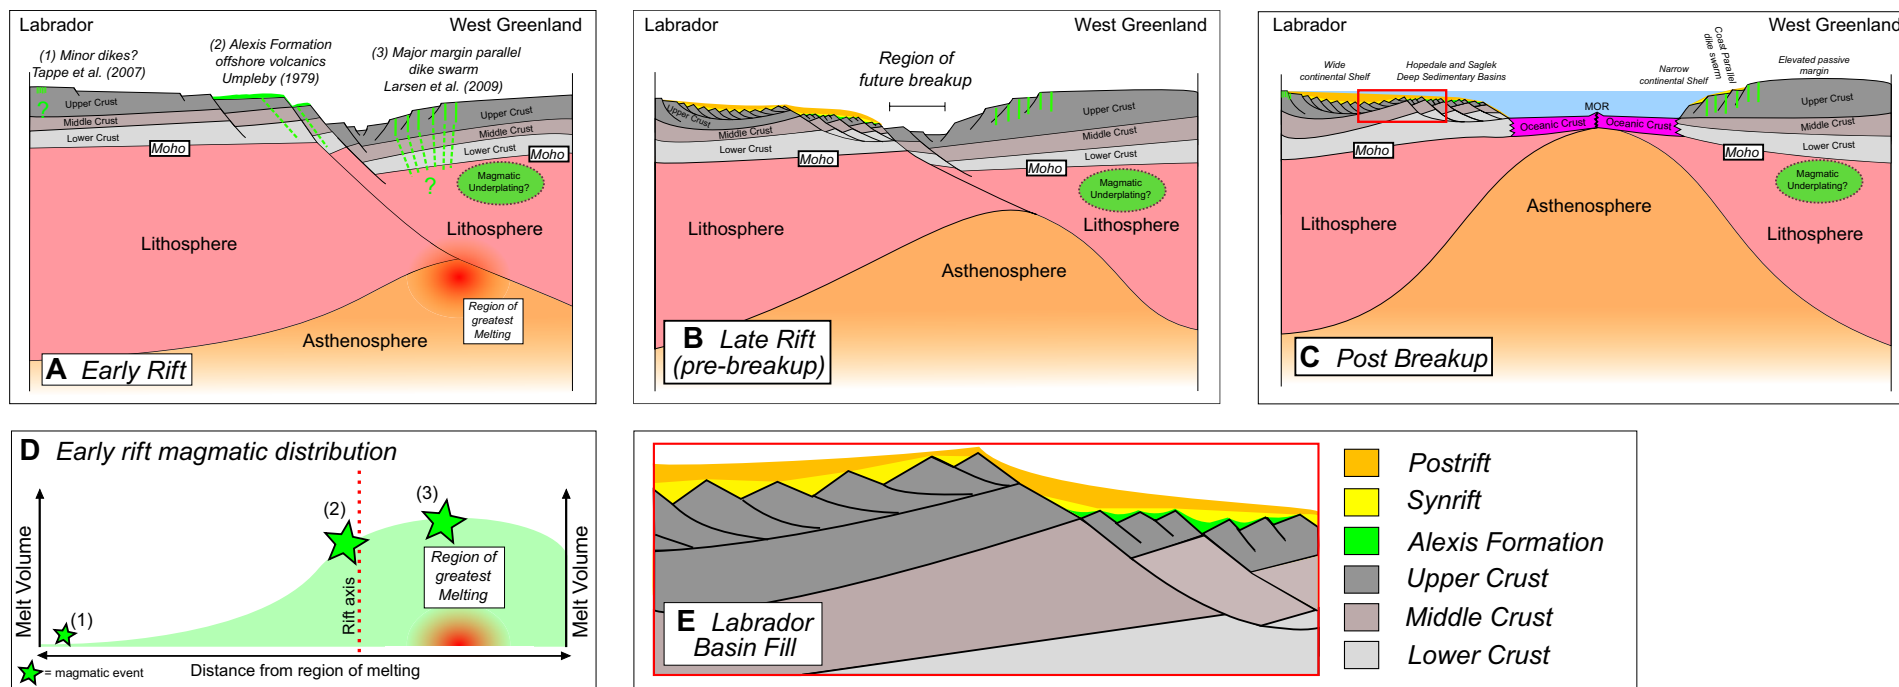 Labrador
West Greenland
(1) Minor dikes?
Tappe et al. (2007)
(2) Alexis Formation
offshore volcanics
Umpleby (1979)
(3) Major margin parallel
dike swarm
Larsen et al. (2009)
?
Upper Crust
Middle Crust
Lower Crust
Moho
Upper Crust
Middle Crust
Lower Crust
Moho
?
Magmatic
Underplating?
Lithosphere
Lithosphere
Region of
greatest
Melting
Asthenosphere
A Early Rift
Labrador
West Greenland
Region of
future breakup
Upper Crust
Middle Crust
Lower Crust
Moho
Upper Crust
Middle Crust
Lower Crust
Moho
Magmatic
Underplating?
Lithosphere
Lithosphere
Asthenosphere
B Late Rift
(pre-breakup)
Labrador
West Greenland
Wide
continental Shelf
Hopedale and Saglek
Deep Sedimentary Basins
Narrow
continental Shelf
Coast Parallel
dike swarm
Elevated passive
margin
MOR
Oceanic Crust
Oceanic Crust
Upper Crust
Middle Crust
Lower Crust
Moho
Moho
Magmatic
Underplating?
Asthenosphere
Lithosphere
Lithosphere
C Post Breakup
D Early rift magmatic distribution
Melt Volume
(1)
(2)
(3)
Rift axis
Region of
greatest
Melting
Melt Volume
Distance from region of melting
= magmatic event
E Labrador
Basin Fill
Postrift
Synrift
Alexis Formation
Upper Crust
Middle Crust
Lower Crust